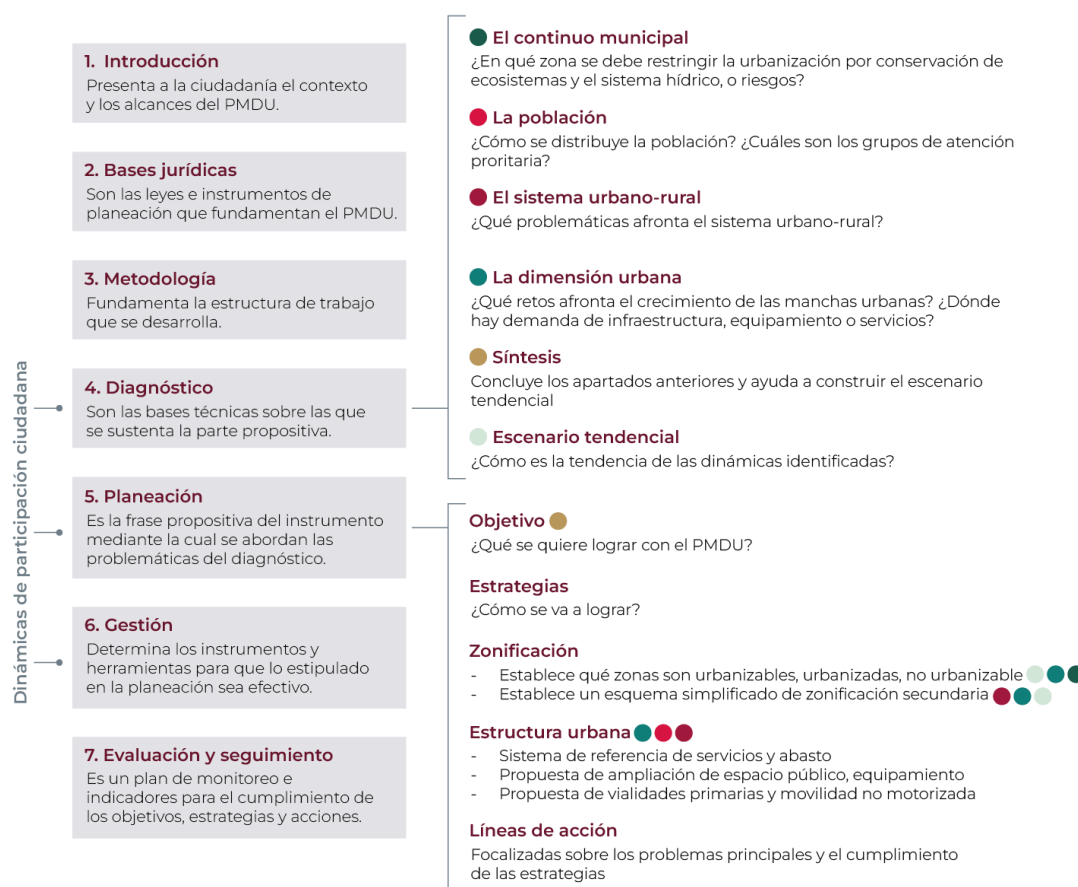 Dinámicas de participación ciudadana
1. Introducción
Presenta a la ciudadanía el contexto
y los alcances del PMDU.
2. Bases jurídicas
Son las leyes e instrumentos de
planeación que fundamentan el PMDU.
3. Metodología
Fundamenta la estructura de trabajo
que se desarrolla.
4. Diagnóstico
Son las bases técnicas sobre las que
se sustenta la parte propositiva.
5. Planeación
Es la frase propositiva del instrumento
mediante la cual se abordan las
problemáticas del diagnóstico.
6. Gestión
Determina los instrumentos y
herramientas para que lo estipulado
en la planeación sea efectivo.
7. Evaluación y seguimiento
Es un plan de monitoreo e
indicadores para el cumplimiento de
los objetivos, estrategias y acciones.
El continuo municipal
¿En qué zona se debe restringir la urbanización por conservación de
ecosistemas y el sistema hídrico, o riesgos?
La población
¿Cómo se distribuye la población? ¿Cuáles son los grupos de atención
proritaria?
El sistema urbano-rural
¿Qué problemáticas afronta el sistema urbano-rural?
La dimensión urbana
¿Qué retos afronta el crecimiento de las manchas urbanas? ¿Dónde
hay demanda de infraestructura, equipamiento o servicios?
Síntesis
Concluye los apartados anteriores y ayuda a construir el escenario
tendencial
Escenario tendencial
¿Cómo es la tendencia de las dinámicas identificadas?
Objetivo
¿Qué se quiere lograr con el PMDU?
Estrategias
¿Cómo se va a lograr?
Zonificación
- Establece qué zonas son urbanizables, urbanizadas, no urbanizable
- Establece un esquema simplificado de zonificación secundaria
Estructura urbana
- Sistema de referencia de servicios y abasto
- Propuesta de ampliación de espacio público, equipamiento
- Propuesta de vialidades primarias y movilidad no motorizada
Líneas de acción
Focalizadas sobre los problemas principales y el cumplimiento
de las estrategias